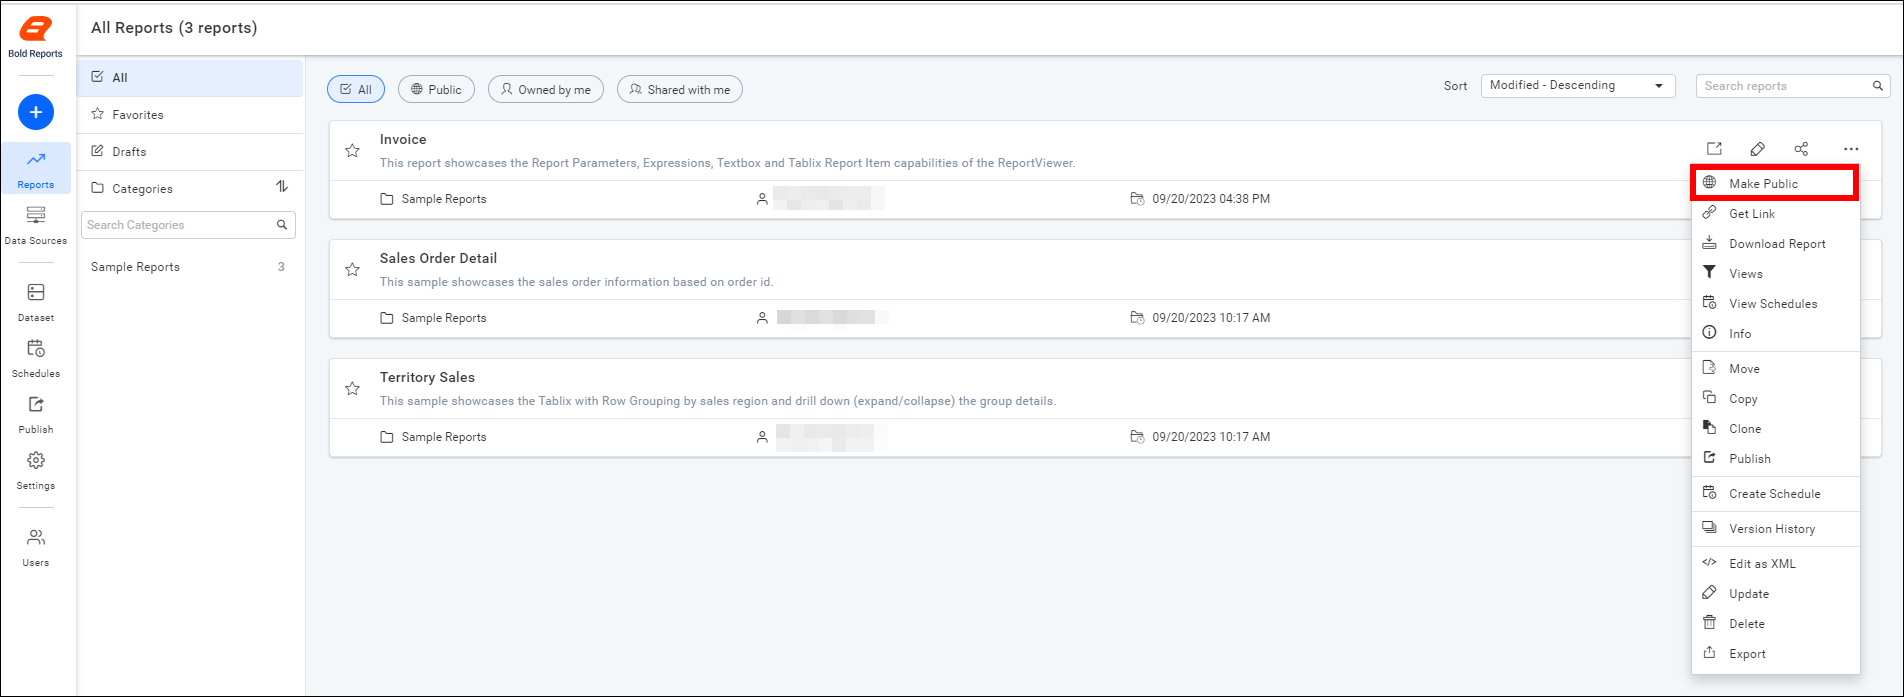 Bold Reports
Reports
Data Sources
Dataset
Schedules
Publish
Settings
Users
All Reports (3 reports)
All
Favorites
Drafts
Categories
Search Categories
Sample Reports 3
All Public Owned by me Shared with me
Sort Modified - Descending Search reports
Invoice
This report showcases the Report Parameters, Expressions, Textbox and Tablix Report Item capabilities of the ReportViewer.
Sample Reports 09/20/2023 04:38 PM
Sales Order Detail
This sample showcases the sales order information based on order id.
Sample Reports 09/20/2023 10:17 AM
Territory Sales
This sample showcases the Tablix with Row Grouping by sales region and drill down (expand/collapse) the group details.
Sample Reports 09/20/2023 10:17 AM
Make Public
Get Link
Download Report
Views
View Schedules
Info
Move
Copy
Clone
Publish
Create Schedule
Version History
Edit as XML
Update
Delete
Export